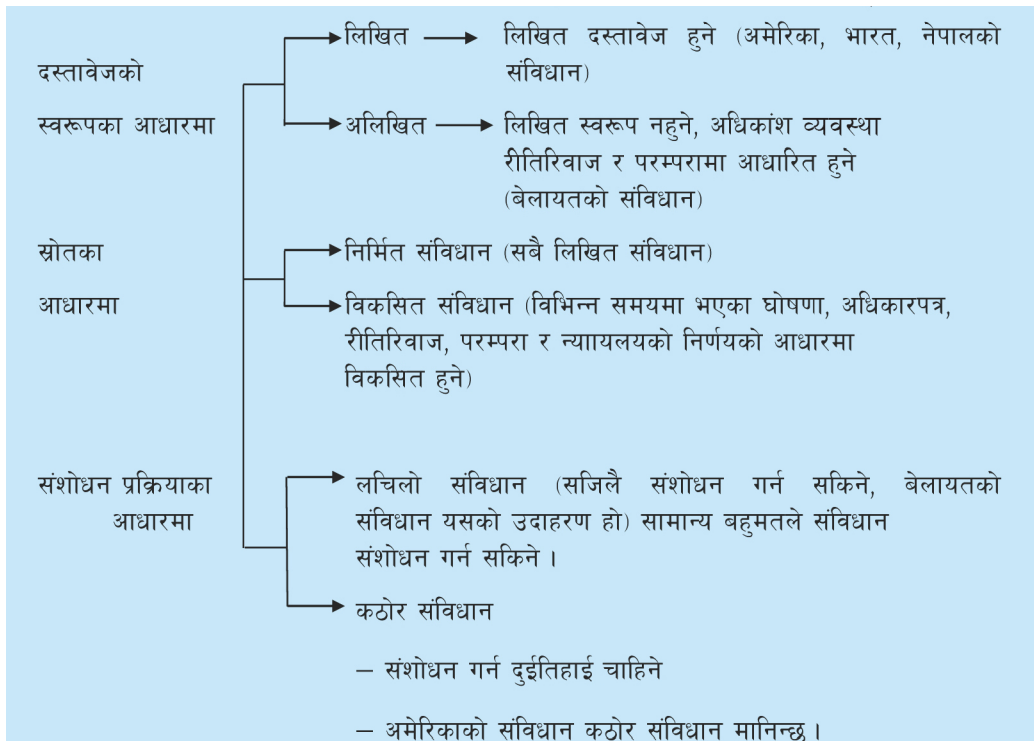 लिखित लिखित दस्तावेज हुने (अमेरिका, भारत, नेपालको
दस्तावेजको संविधान)
स्वरूपका आधारमा अलिखित लिखित स्वरूप नहुने, अधिकांश व्यवस्था
रीतिरिवाज र परम्परामा आधारित हुने
(बेलायतको संविधान)
स्रोतका निर्मित संविधान (सबै लिखित संविधान)
आधारमा विकसित संविधान (विभिन्न समयमा भएका घोषणा, अधिकारपत्र,
रीतिरिवाज, परम्परा र न्याायलयको निर्णयको आधारमा
विकसित हुने)
संशोधन प्रक्रियाका लचिलो संविधान (सजिलै संशोधन गर्न सकिने, बेलायतको
आधारमा संविधान यसको उदाहरण हो) सामान्य बहुमतले संविधान
संशोधन गर्न सकिने ।
कठोर संविधान
– संशोधन गर्न दुईतिहाई चाहिने
– अमेरिकाको संविधान कठोर संविधान मानिन्छ ।